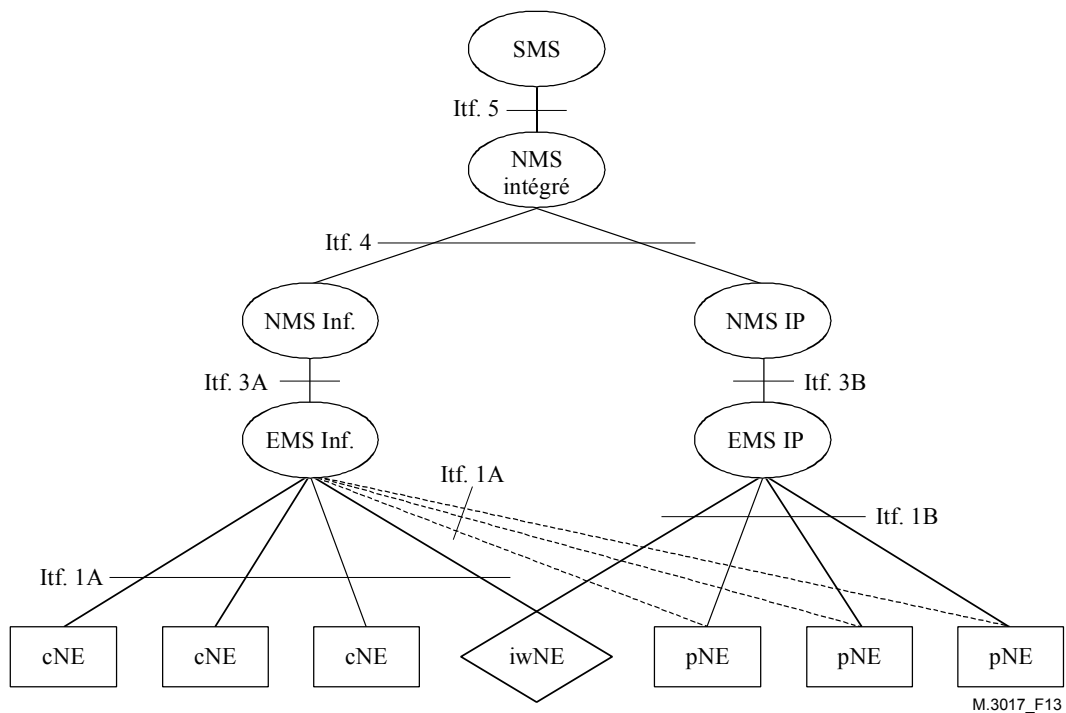 SMS
Itf. 5
NMS
intégré
Itf. 4
NMS Inf.
NMS IP
Itf. 3A
Itf. 3B
EMS Inf.
EMS IP
Itf. 1A
Itf. 1B
Itf. 1A
cNE
cNE
cNE
iwNE
pNE
pNE
pNE
M.3017_F13